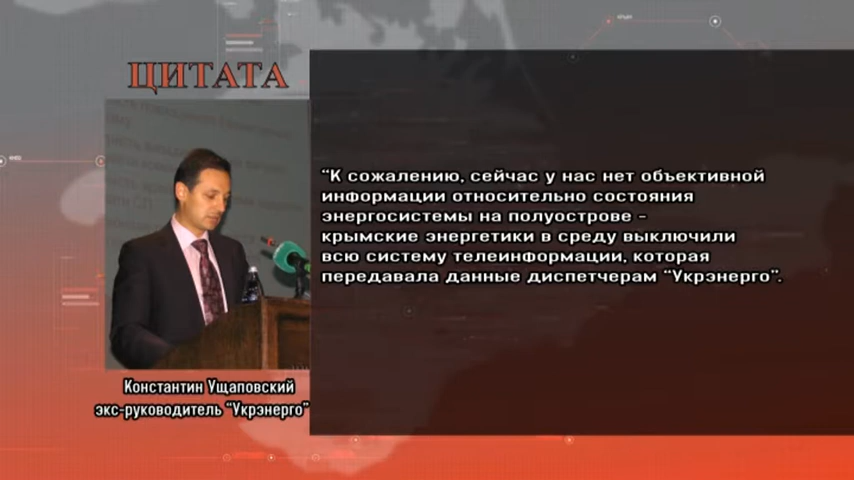 ЦИТАТА
“К сожалению, сейчас у нас нет объективной
информации относительно состояния
энергосистемы на полуострове -
крымские энергетики в среду выключили
всю систему телеинформации, которая
передавала данные диспетчерам “Укрэнерго”.
Константин Ущаповский
экс-руководитель “Укрэнерго”